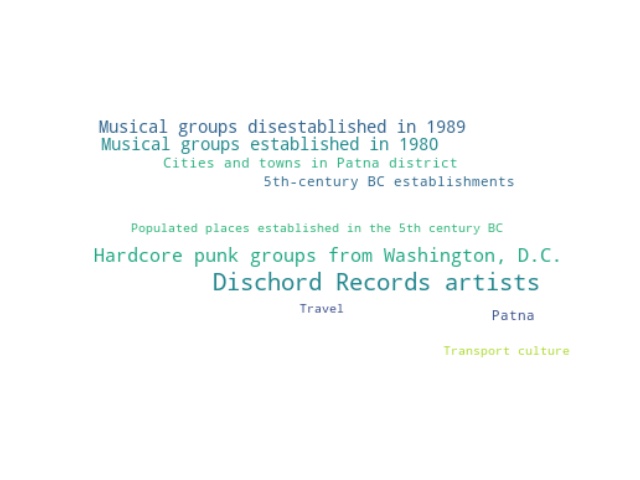 Musical groups disestablished in 1989
Musical groups established in 1980
Cities and towns in Patna district
5th-century BC establishments
Populated places established in the 5th century BC
Hardcore punk groups from Washington, D.C.
Dischord Records artists
Travel
Patna
Transport culture